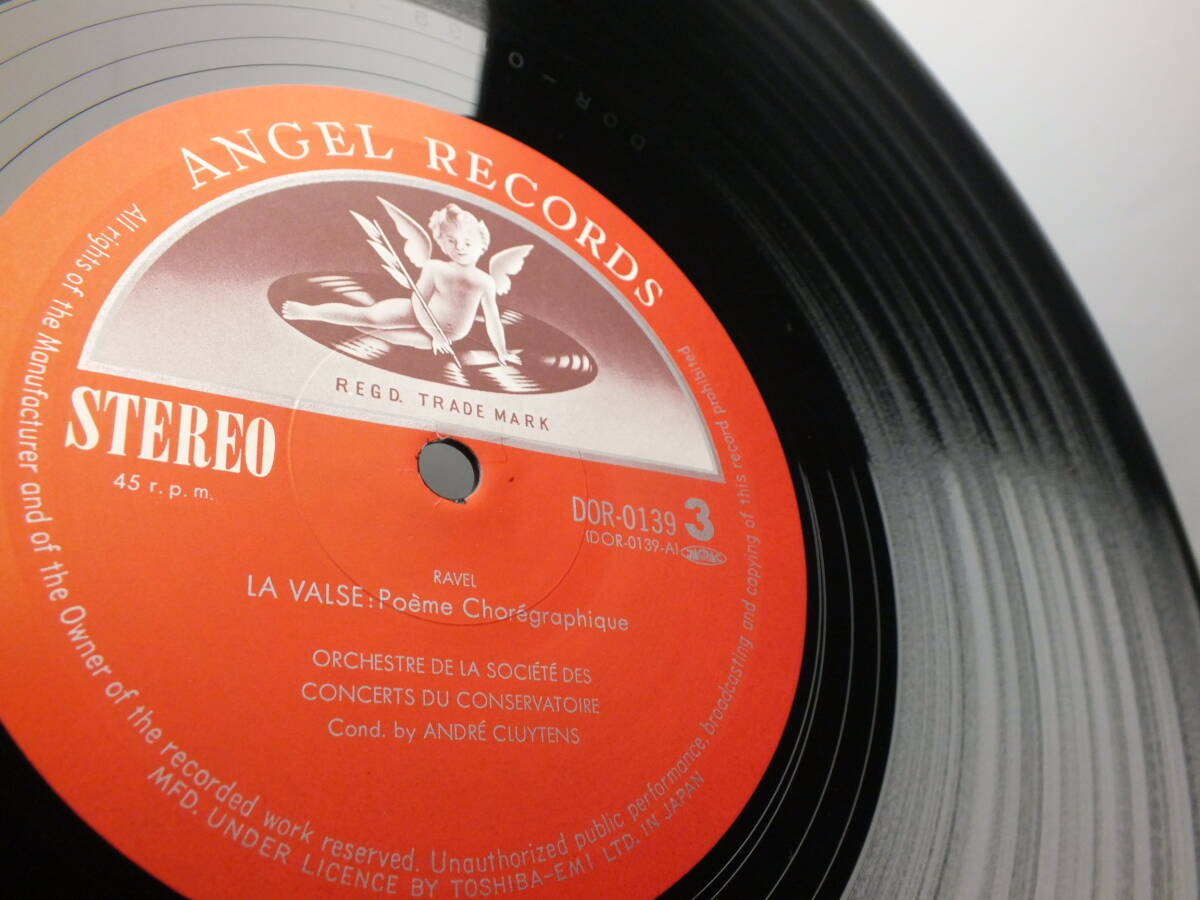 ANGEL RECORDS
REGD. TRADE MARK
STEREO
45 r.p.m.
DOR-0139 3
(DOR-0139-A)
RAVEL
LA VALSE: Poème Chorégraphique
ORCHESTRE DE LA SOCIÉTÉ DES
CONCERTS DU CONSERVATOIRE
Cond. by ANDRÉ CLUYTENS
All rights of the Manufacturer and of the Owner of the recorded work reserved. Unauthorized public performance, broadcasting and copying of this record prohibited
MFD. UNDER LICENCE BY TOSHIBA-EMI LTD. IN JAPAN